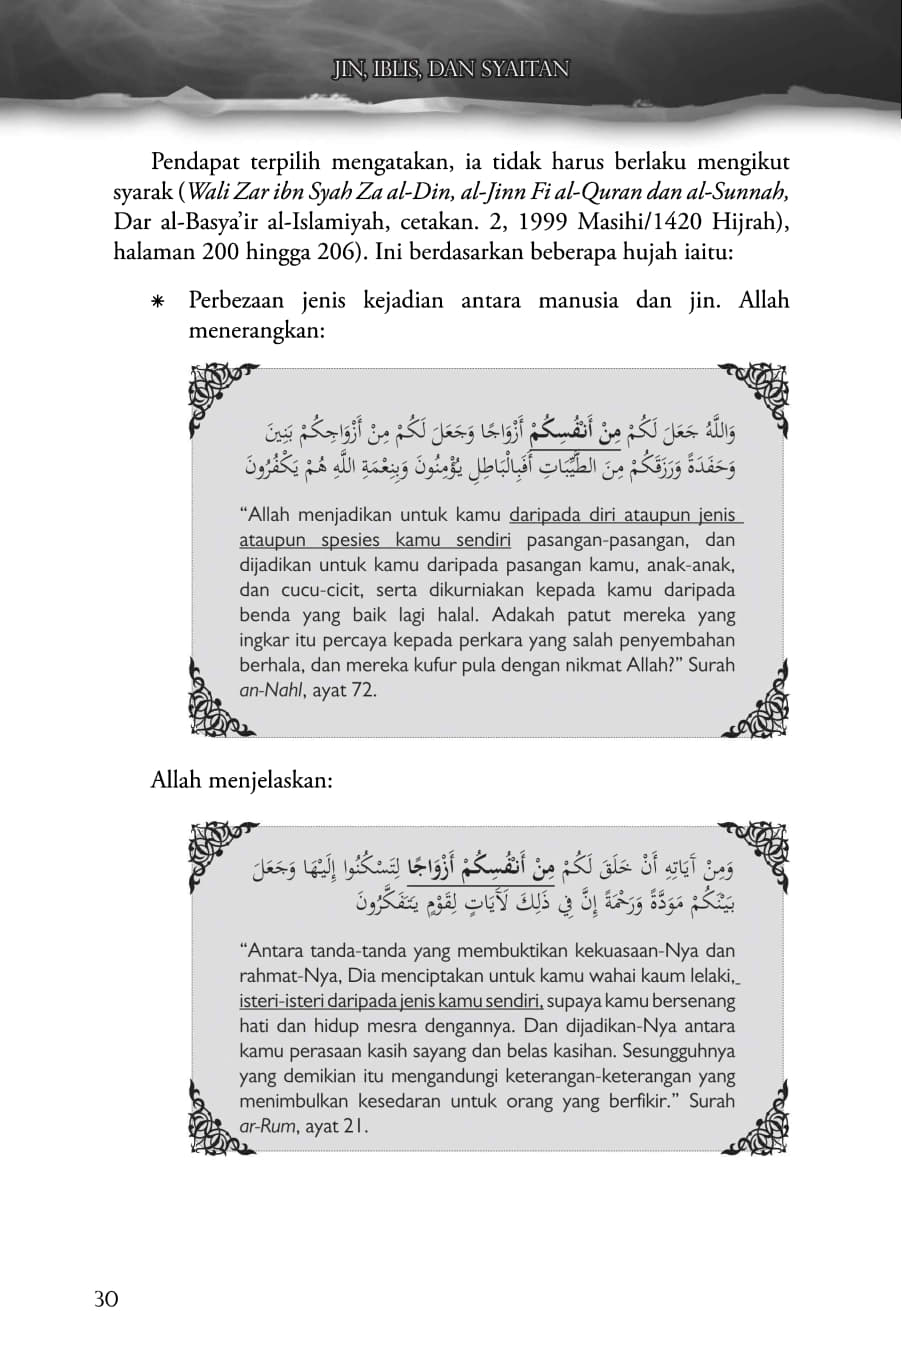 JIN, IBLIS, DAN SYAITAN
Pendapat terpilih mengatakan, ia tidak harus berlaku mengikut
syarak (Wali Zar ibn Syah Za al-Din, al-Jinn Fi al-Quran dan al-Sunnah,
Dar al-Basya’ir al-Islamiyah, cetakan. 2, 1999 Masihi/1420 Hijrah),
halaman 200 hingga 206). Ini berdasarkan beberapa hujah iaitu:
* Perbezaan jenis kejadian antara manusia dan jin. Allah
menerangkan:
وَاللَّهُ جَعَلَ لَكُمْ مِنْ أَنْفُسِكُمْ أَزْوَاجًا وَجَعَلَ لَكُمْ مِنْ أَزْوَاجِكُمْ بَنِينَ
وَحَفَدَةً وَرَزَقَكُمْ مِنَ الطَّيِّبَاتِ أَفَبِالْبَاطِلِ يُؤْمِنُونَ وَبِنِعْمَةِ اللَّهِ هُمْ يَكْفُرُونَ
“Allah menjadikan untuk kamu daripada diri ataupun jenis
ataupun spesies kamu sendiri pasangan-pasangan, dan
dijadikan untuk kamu daripada pasangan kamu, anak-anak,
dan cucu-cicit, serta dikurniakan kepada kamu daripada
benda yang baik lagi halal. Adakah patut mereka yang
ingkar itu percaya kepada perkara yang salah penyembahan
berhala, dan mereka kufur pula dengan nikmat Allah?” Surah
an-Nahl, ayat 72.
Allah menjelaskan:
وَمِنْ آَيَاتِهِ أَنْ خَلَقَ لَكُمْ مِنْ أَنْفُسِكُمْ أَزْوَاجًا لِتَسْكُنُوا إِلَيْهَا وَجَعَلَ
بَيْنَكُمْ مَوَدَّةً وَرَحْمَةً إِنَّ فِي ذَلِكَ لَآَيَاتٍ لِقَوْمٍ يَتَفَكَّرُونَ
“Antara tanda-tanda yang membuktikan kekuasaan-Nya dan
rahmat-Nya, Dia menciptakan untuk kamu wahai kaum lelaki,
isteri-isteri daripada jenis kamu sendiri, supaya kamu bersenang
hati dan hidup mesra dengannya. Dan dijadikan-Nya antara
kamu perasaan kasih sayang dan belas kasihan. Sesungguhnya
yang demikian itu mengandungi keterangan-keterangan yang
menimbulkan kesedaran untuk orang yang berfikir.” Surah
ar-Rum, ayat 21.
30